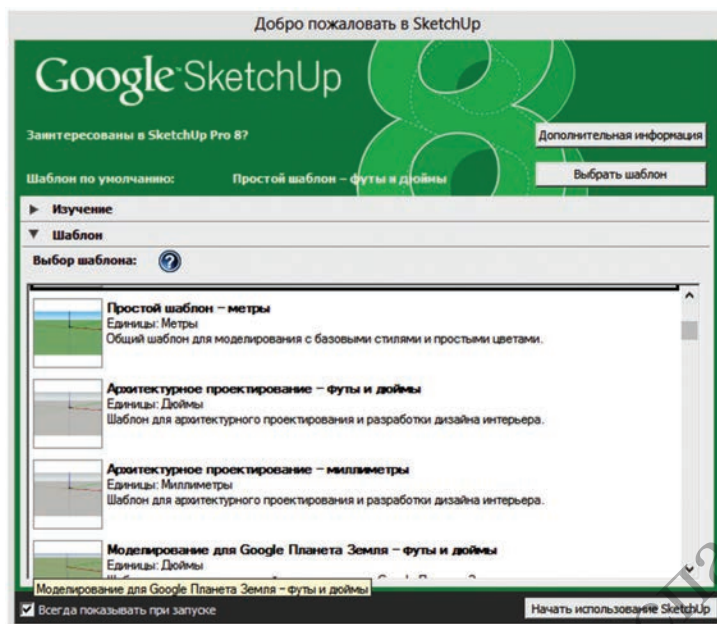 Добро пожаловать в SketchUp
Google SketchUp
Заинтересованы в SketchUp Pro 8?
Дополнительная информация
Шаблон по умолчанию: Простой шаблон – футы и дюймы
Выбрать шаблон
Изучение
Шаблон
Выбор шаблона:
Простой шаблон – метры
Единицы: Метры
Общий шаблон для моделирования с базовыми стилями и простыми цветами.
Архитектурное проектирование – футы и дюймы
Единицы: Дюймы
Шаблон для архитектурного проектирования и разработки дизайна интерьера.
Архитектурное проектирование – миллиметры
Единицы: Миллиметры
Шаблон для архитектурного проектирования и разработки дизайна интерьера.
Моделирование для Google Планета Земля – футы и дюймы
Единицы: Дюймы
Моделирование для Google Планета Земля – футы и дюймы
Всегда показывать при запуске
Начать использование SketchUp